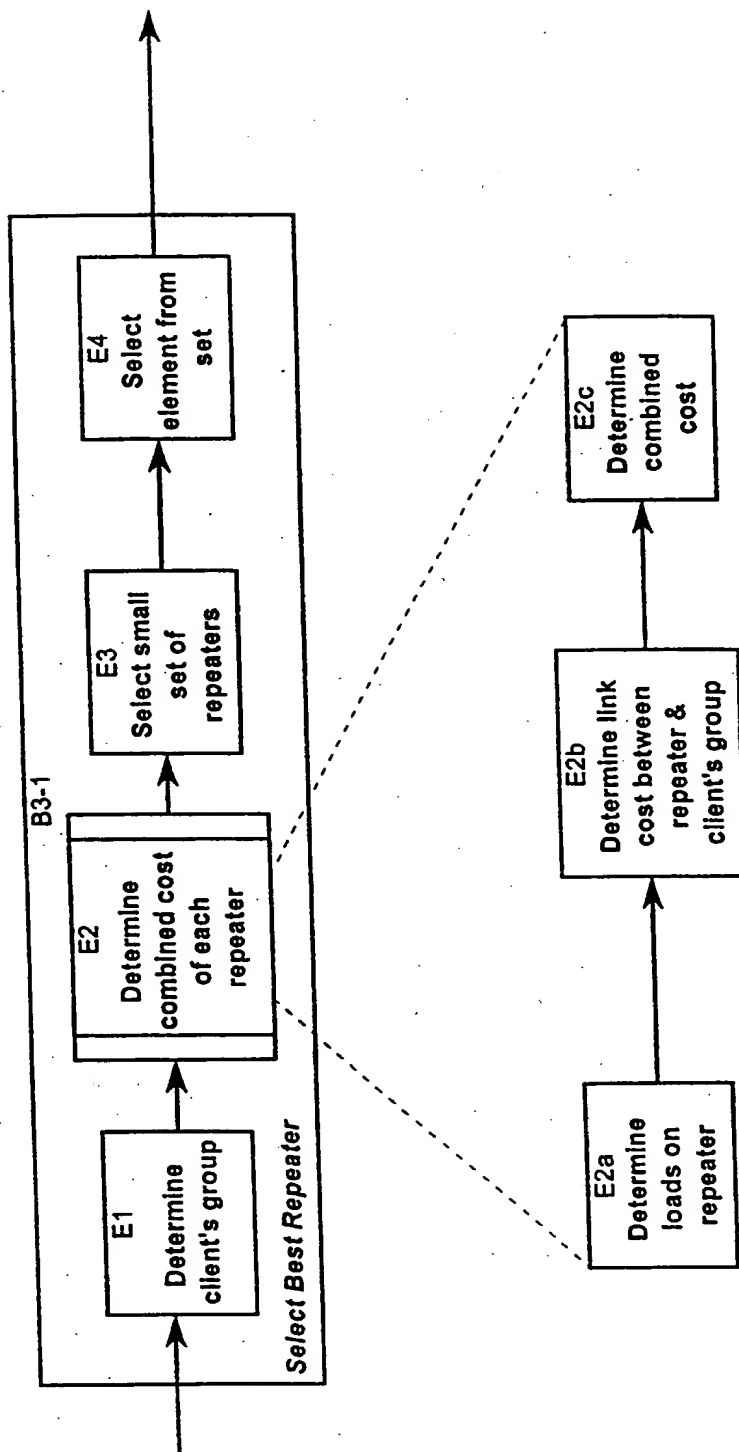 B3-1
E1
Determine
client's group
E2
Determine
combined cost
of each
repeater
E3
Select small
set of
repeaters
E4
Select
element from
set
Select Best Repeater
E2a
Determine
loads on
repeater
E2b
Determine link
cost between
repeater &
client's group
E2c
Determine
combined
cost